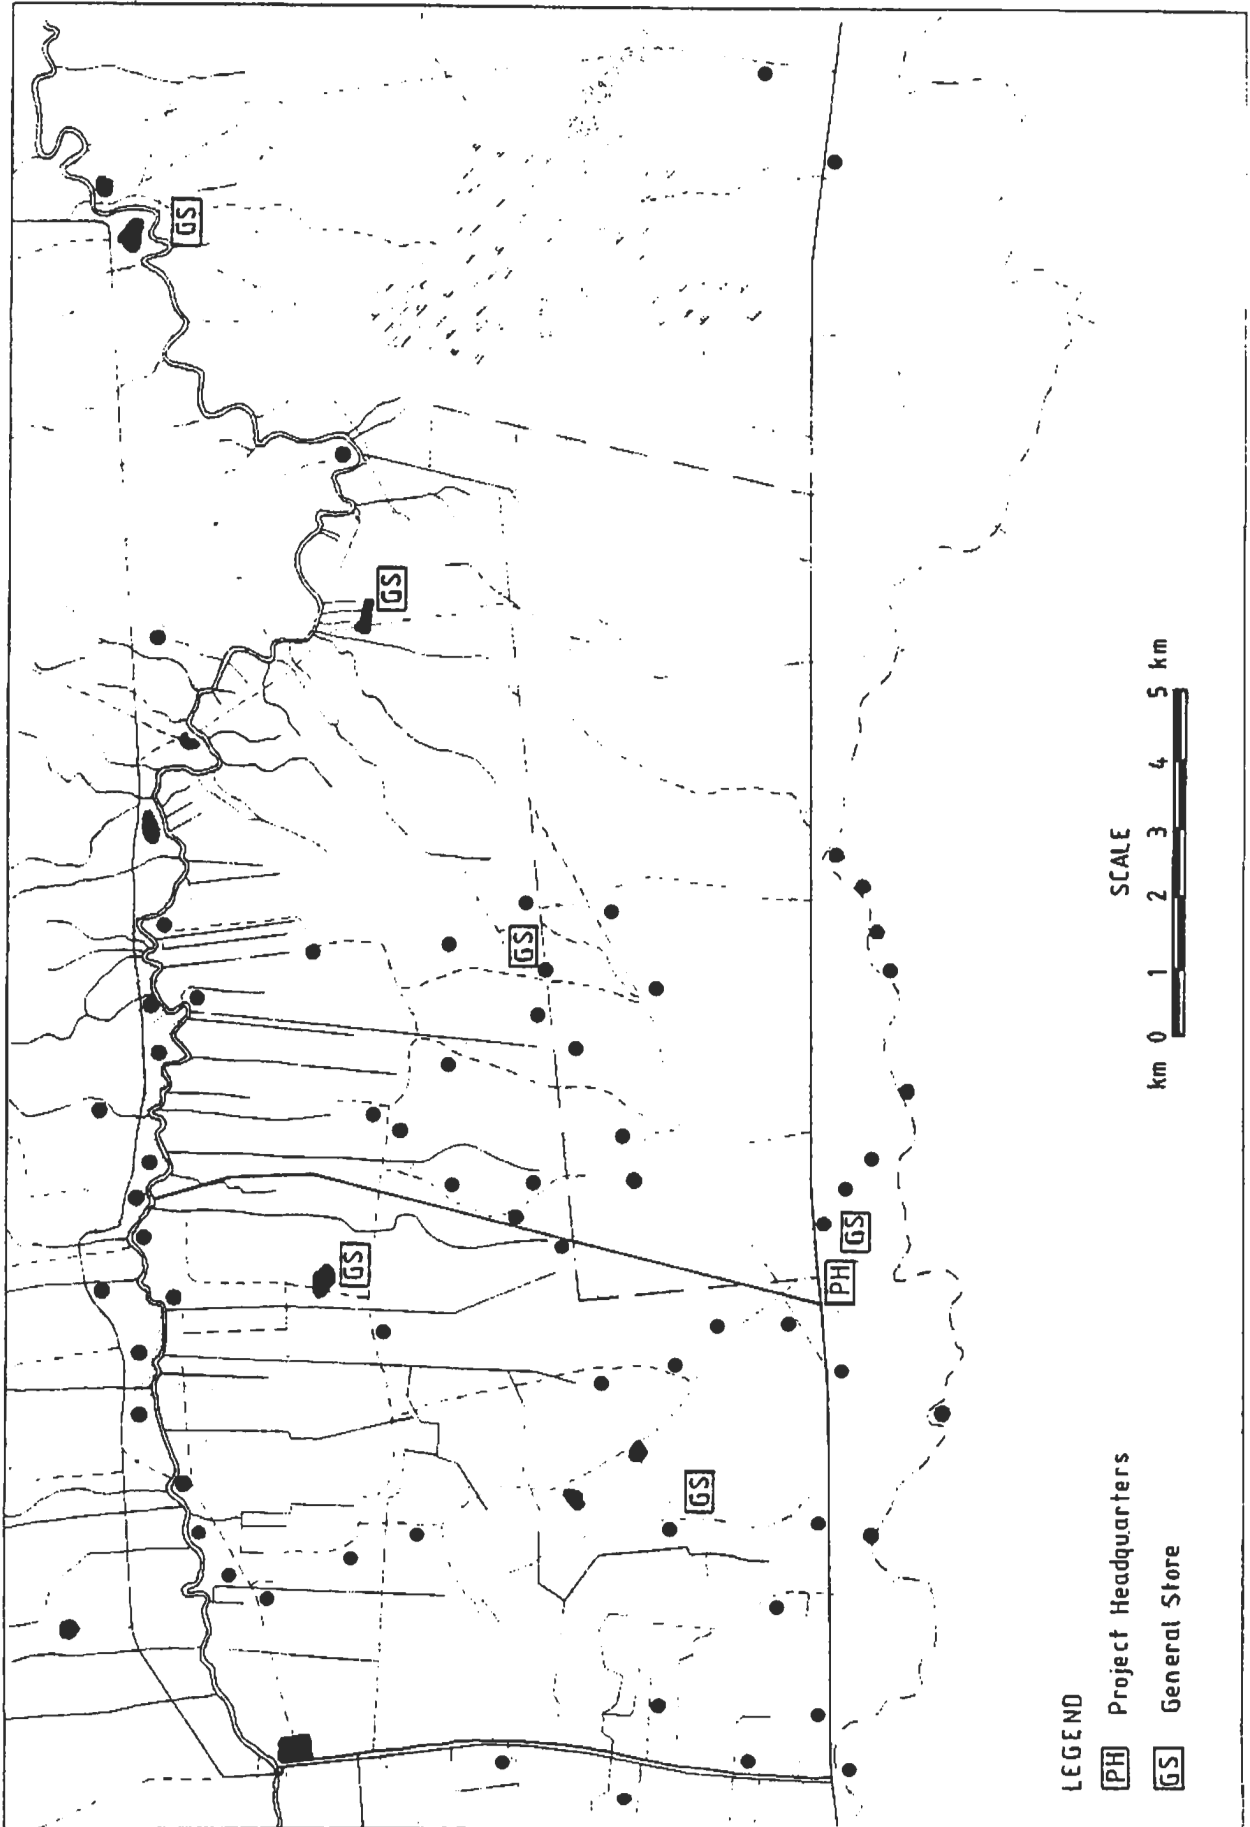 GS
GS
GS
GS
GS
PH
GS
SCALE
km 0 1 2 3 4 5 km
LEGEND
PH Project Headquarters
GS General Store